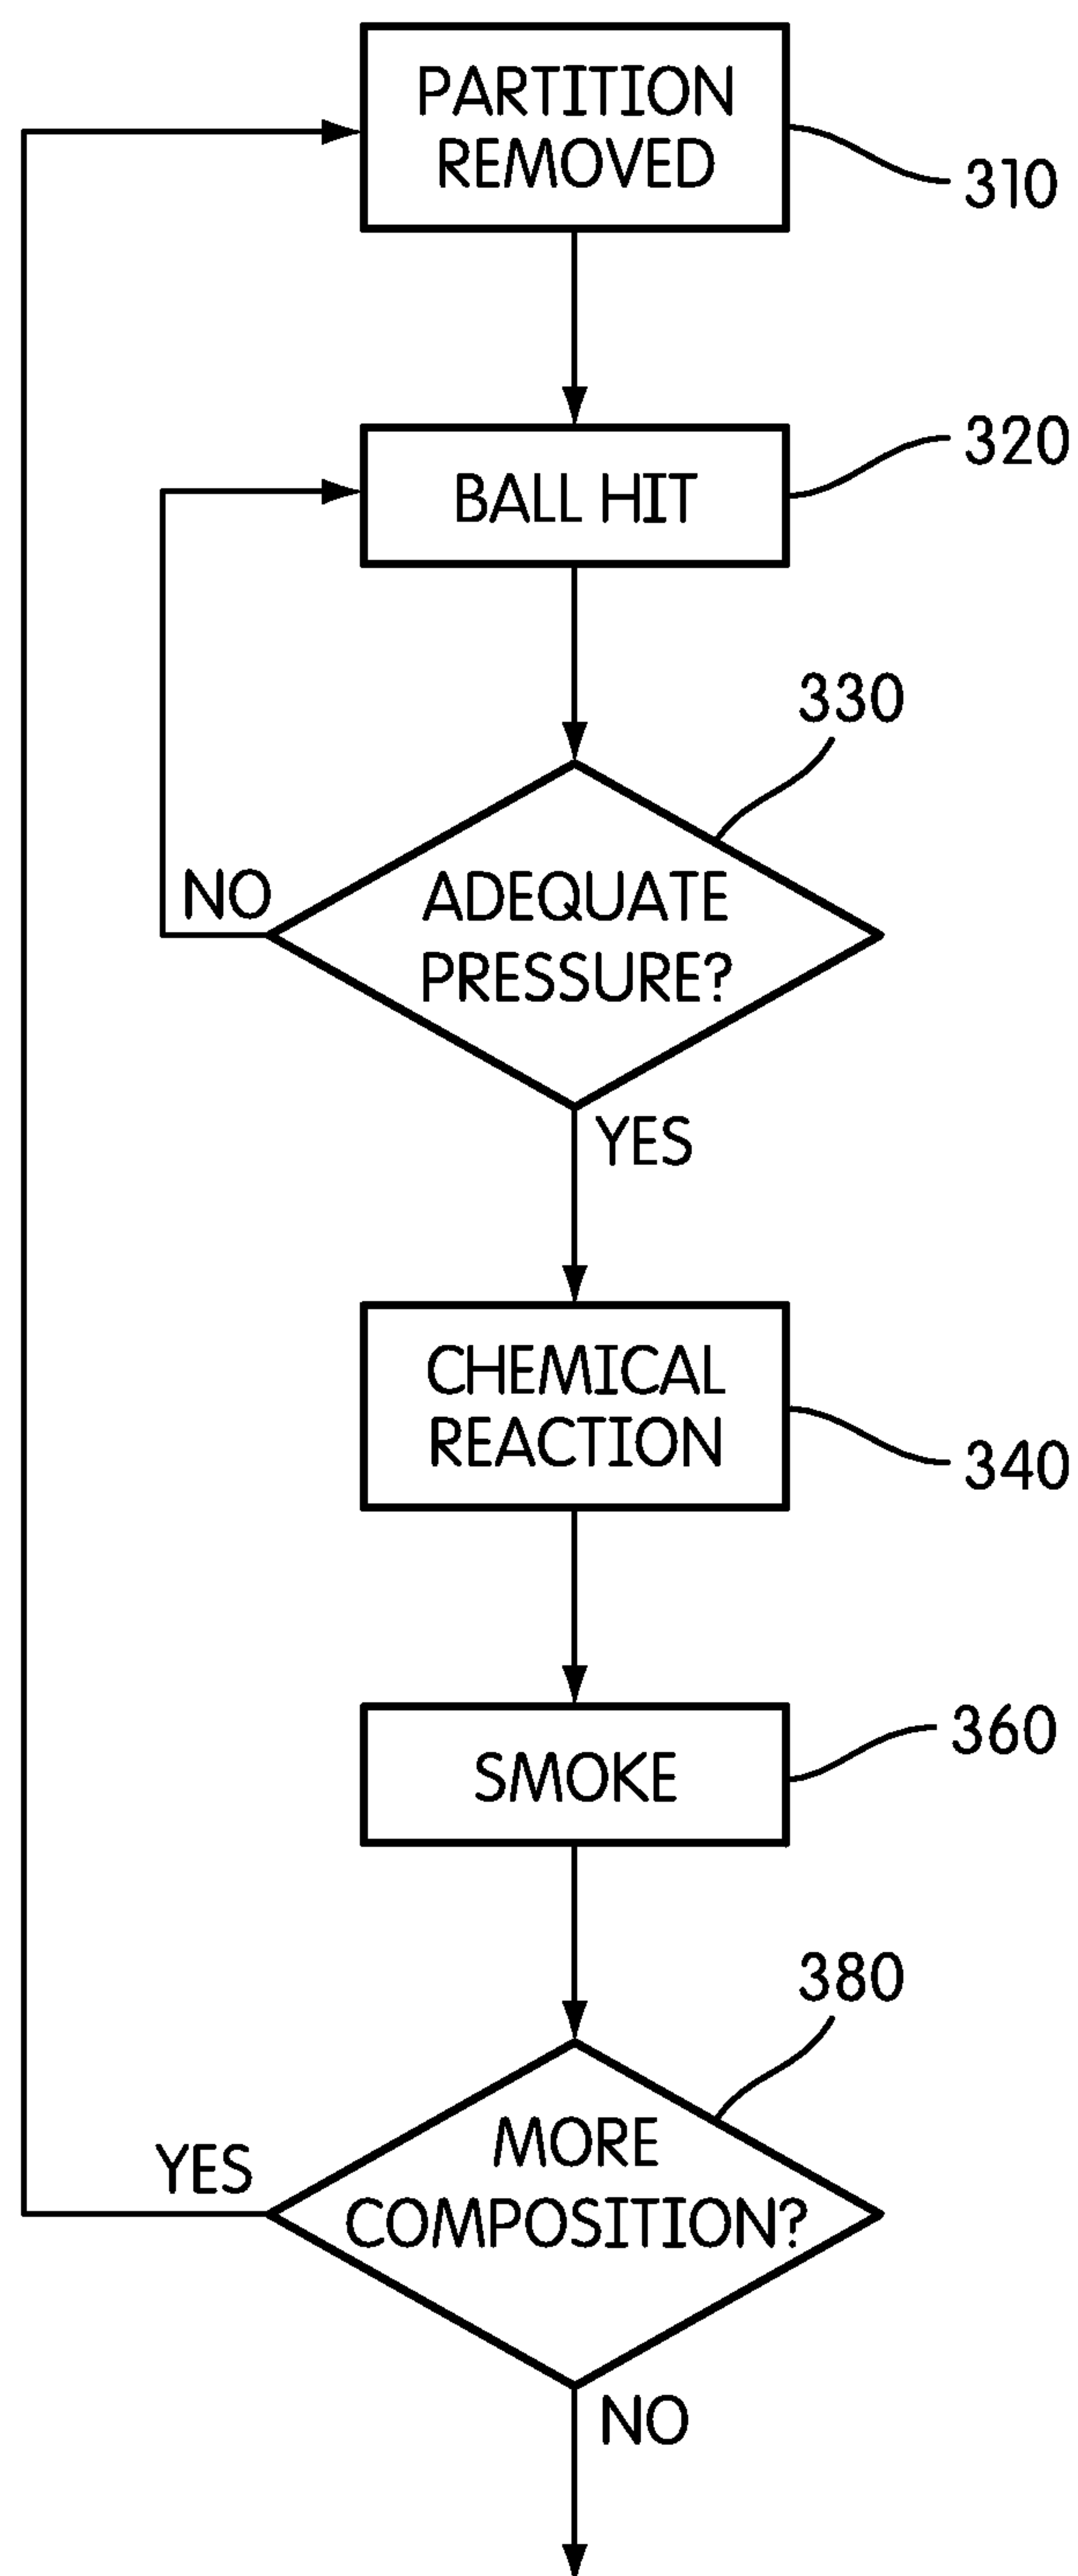 PARTITION
REMOVED
310
BALL HIT
320
330
ADEQUATE
PRESSURE?
NO
YES
CHEMICAL
REACTION
340
SMOKE
360
380
MORE
COMPOSITION?
YES
NO